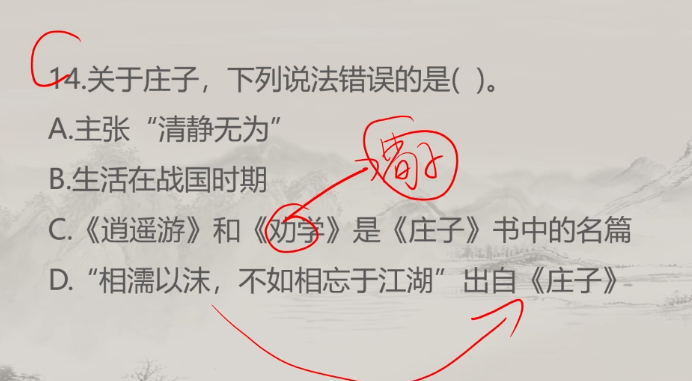 14.关于庄子，下列说法错误的是( )。
A.主张“清静无为”
荀子
B.生活在战国时期
C.《逍遥游》和《劝学》是《庄子》书中的名篇
D.“相濡以沫，不如相忘于江湖”出自《庄子》